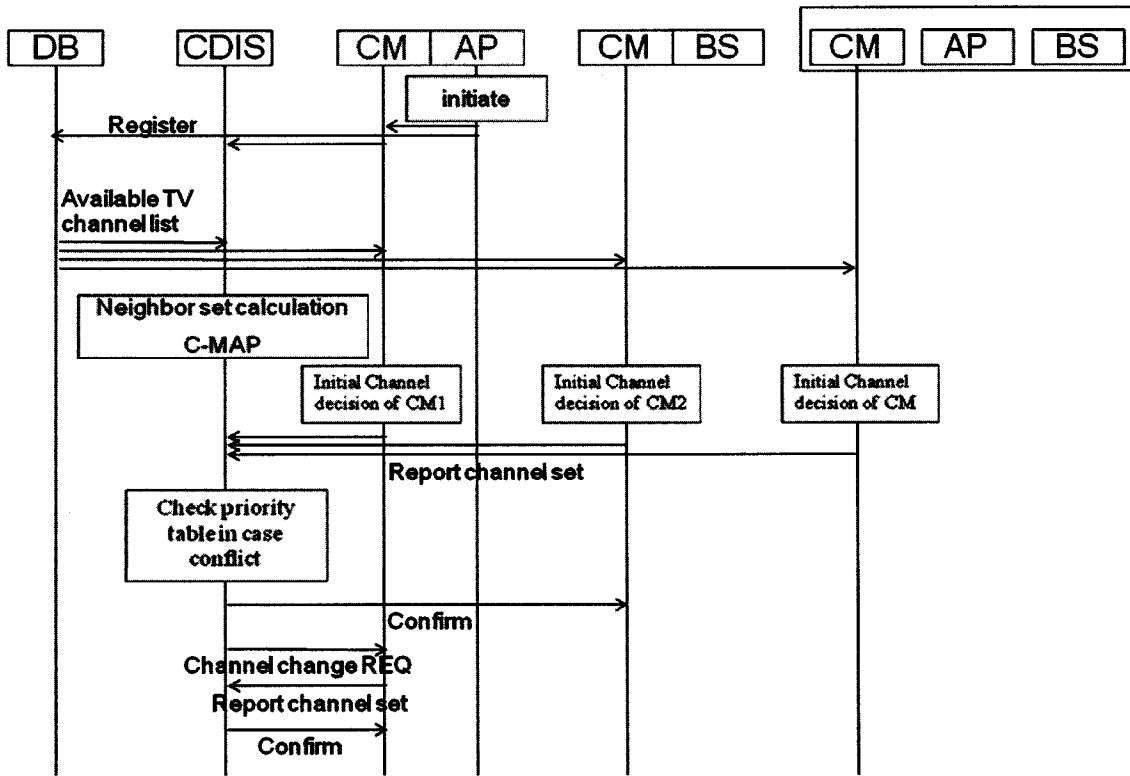 DB CDIS CM AP CM BS CM AP BS
initiate
Register
Available TV
channel list
Neighbor set calculation
C-MAP
Initial Channel
decision of CM1
Initial Channel
decision of CM2
Initial Channel
decision of CM
Report channel set
Check priority
table in case
conflict
Confirm
Channel change REQ
Report channel set
Confirm